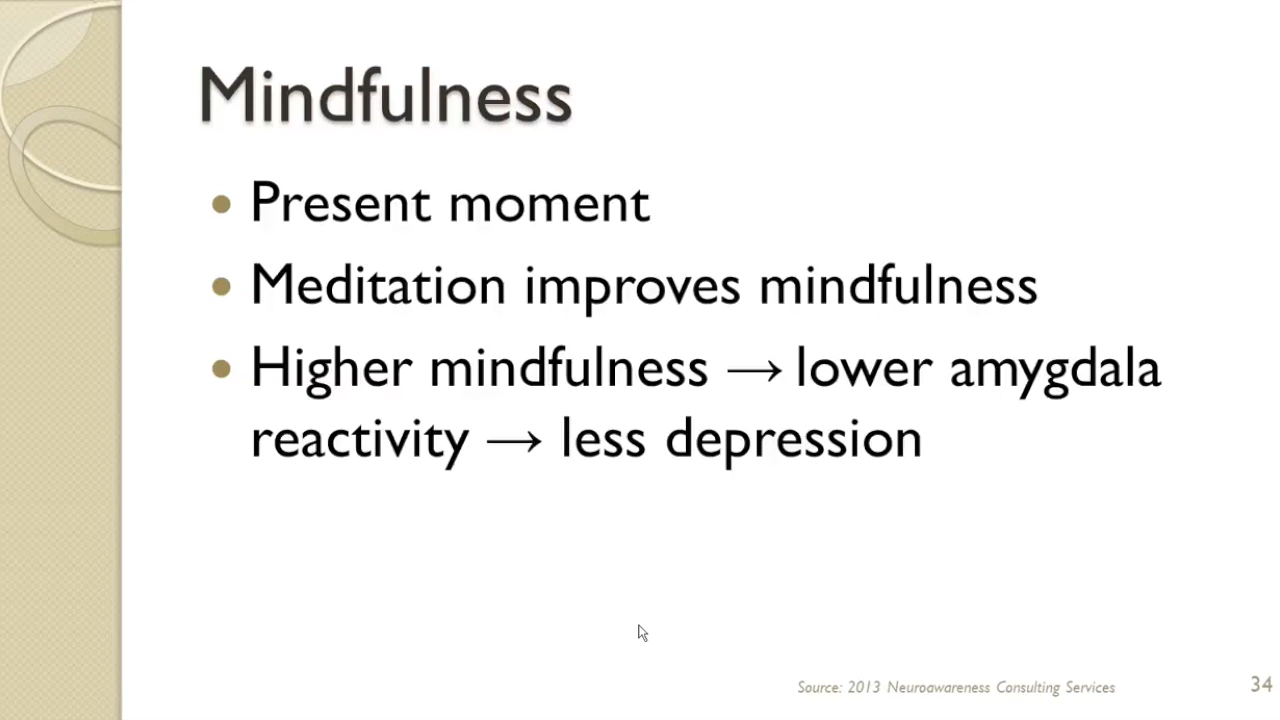 Mindfulness
• Present moment
• Meditation improves mindfulness
• Higher mindfulness → lower amygdala
reactivity → less depression
Source: 2013 Neuroawareness Consulting Services
34